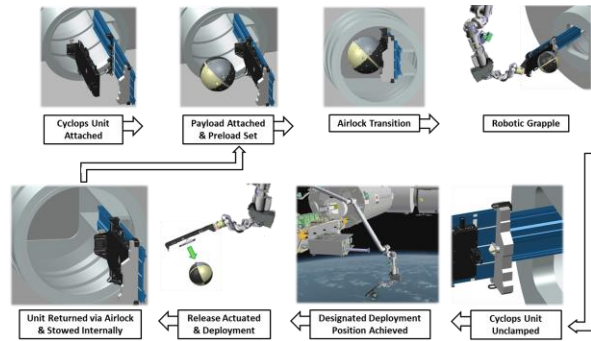 Cyclops Unit
Attached
Payload Attached
& Preload Set
Airlock Transition
Robotic Grapple
Cyclops Unit
Unclamped
Designated Deployment
Position Achieved
Release Actuated
& Deployment
Unit Returned via Airlock
& Stowed Internally